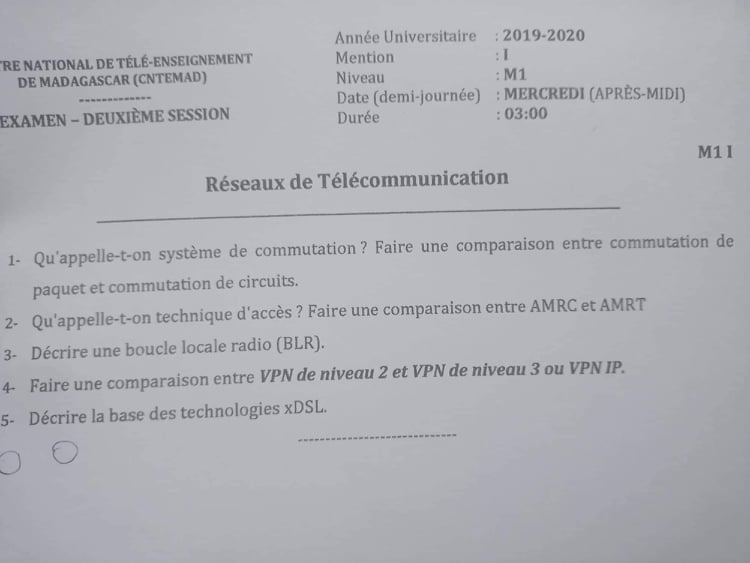 TRE NATIONAL DE TÉLÉ-ENSEIGNEMENT
DE MADAGASCAR (CNTEMAD)
-------------
EXAMEN – DEUXIÈME SESSION
Année Universitaire : 2019-2020
Mention : I
Niveau : M1
Date (demi-journée) : MERCREDI (APRÈS-MIDI)
Durée : 03:00
M1 I
Réseaux de Télécommunication
1- Qu'appelle-t-on système de commutation ? Faire une comparaison entre commutation de
paquet et commutation de circuits.
2- Qu'appelle-t-on technique d'accès ? Faire une comparaison entre AMRC et AMRT
3- Décrire une boucle locale radio (BLR).
4- Faire une comparaison entre VPN de niveau 2 et VPN de niveau 3 ou VPN IP.
5- Décrire la base des technologies xDSL.
-----------------------------